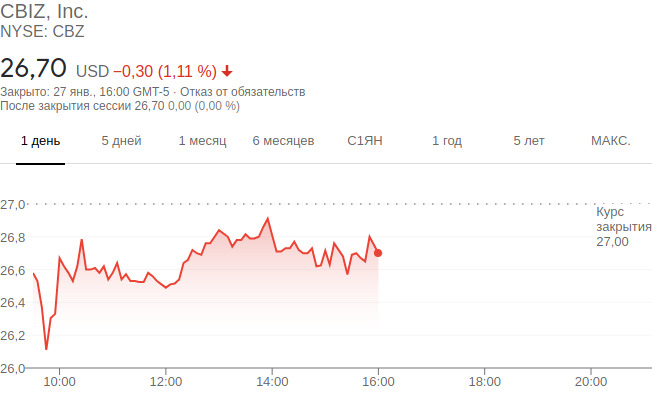 CBIZ, Inc.
NYSE: CBZ
26,70 USD −0,30 (1,11 %)
Закрыто: 27 янв., 16:00 GMT-5 · Отказ от обязательств
После закрытия сессии 26,70 0,00 (0,00 %)
1 день 5 дней 1 месяц 6 месяцев С1ЯН 1 год 5 лет МАКС.
27,0
Курс
закрытия
27,00
26,8
26,6
26,4
26,2
26,0
10:00 12:00 14:00 16:00 18:00 20:00